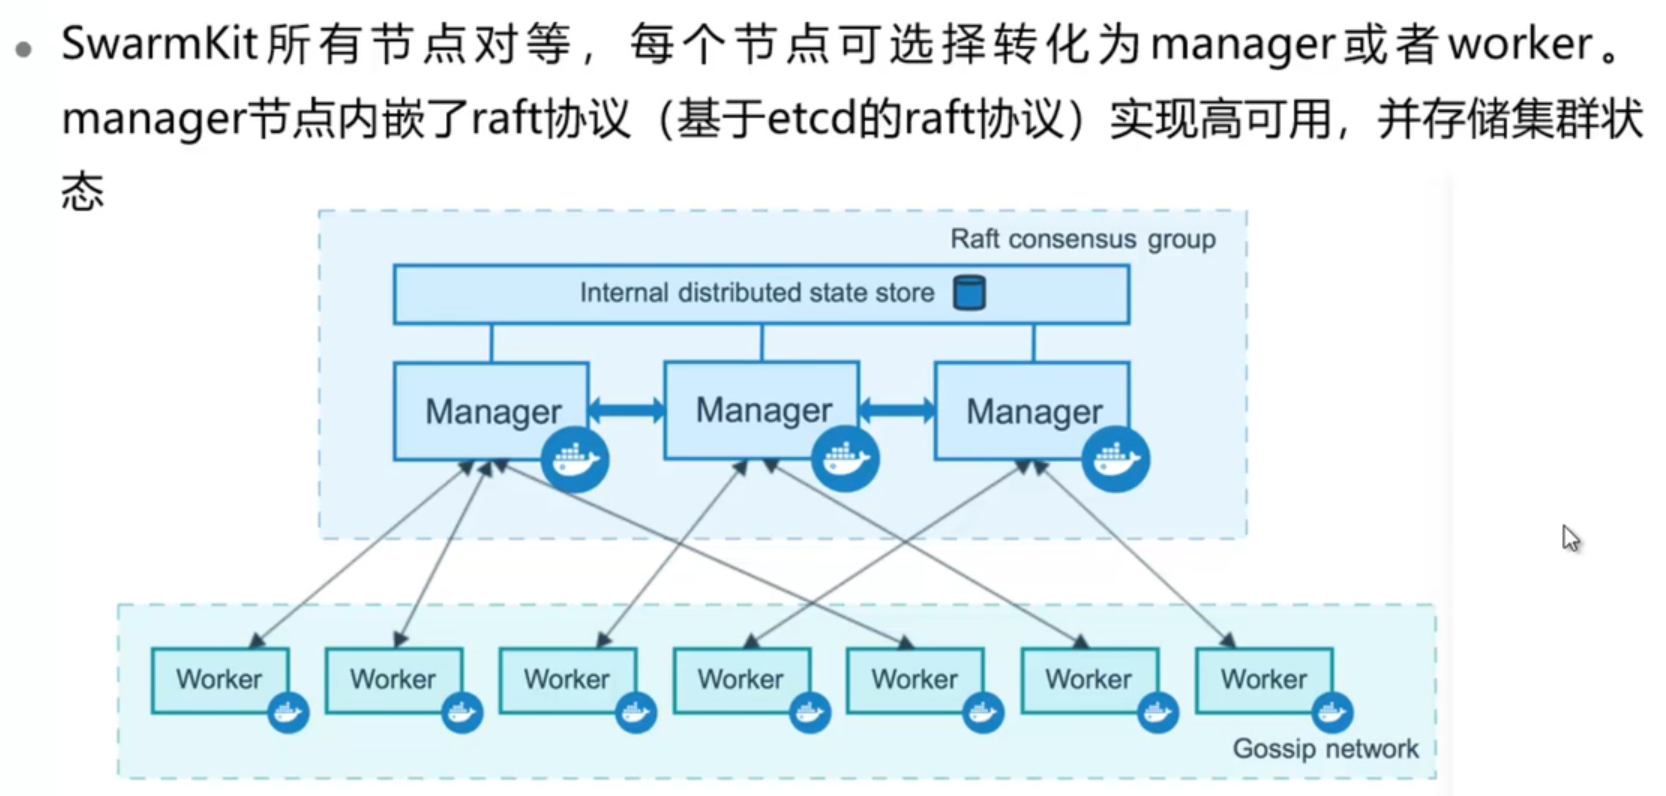 SwarmKit所有节点对等，每个节点可选择转化为manager或者worker。
manager节点内嵌了raft协议（基于etcd的raft协议）实现高可用，并存储集群状
态
Raft consensus group
Internal distributed state store
Manager Manager Manager
Worker Worker Worker Worker Worker Worker Worker
Gossip network